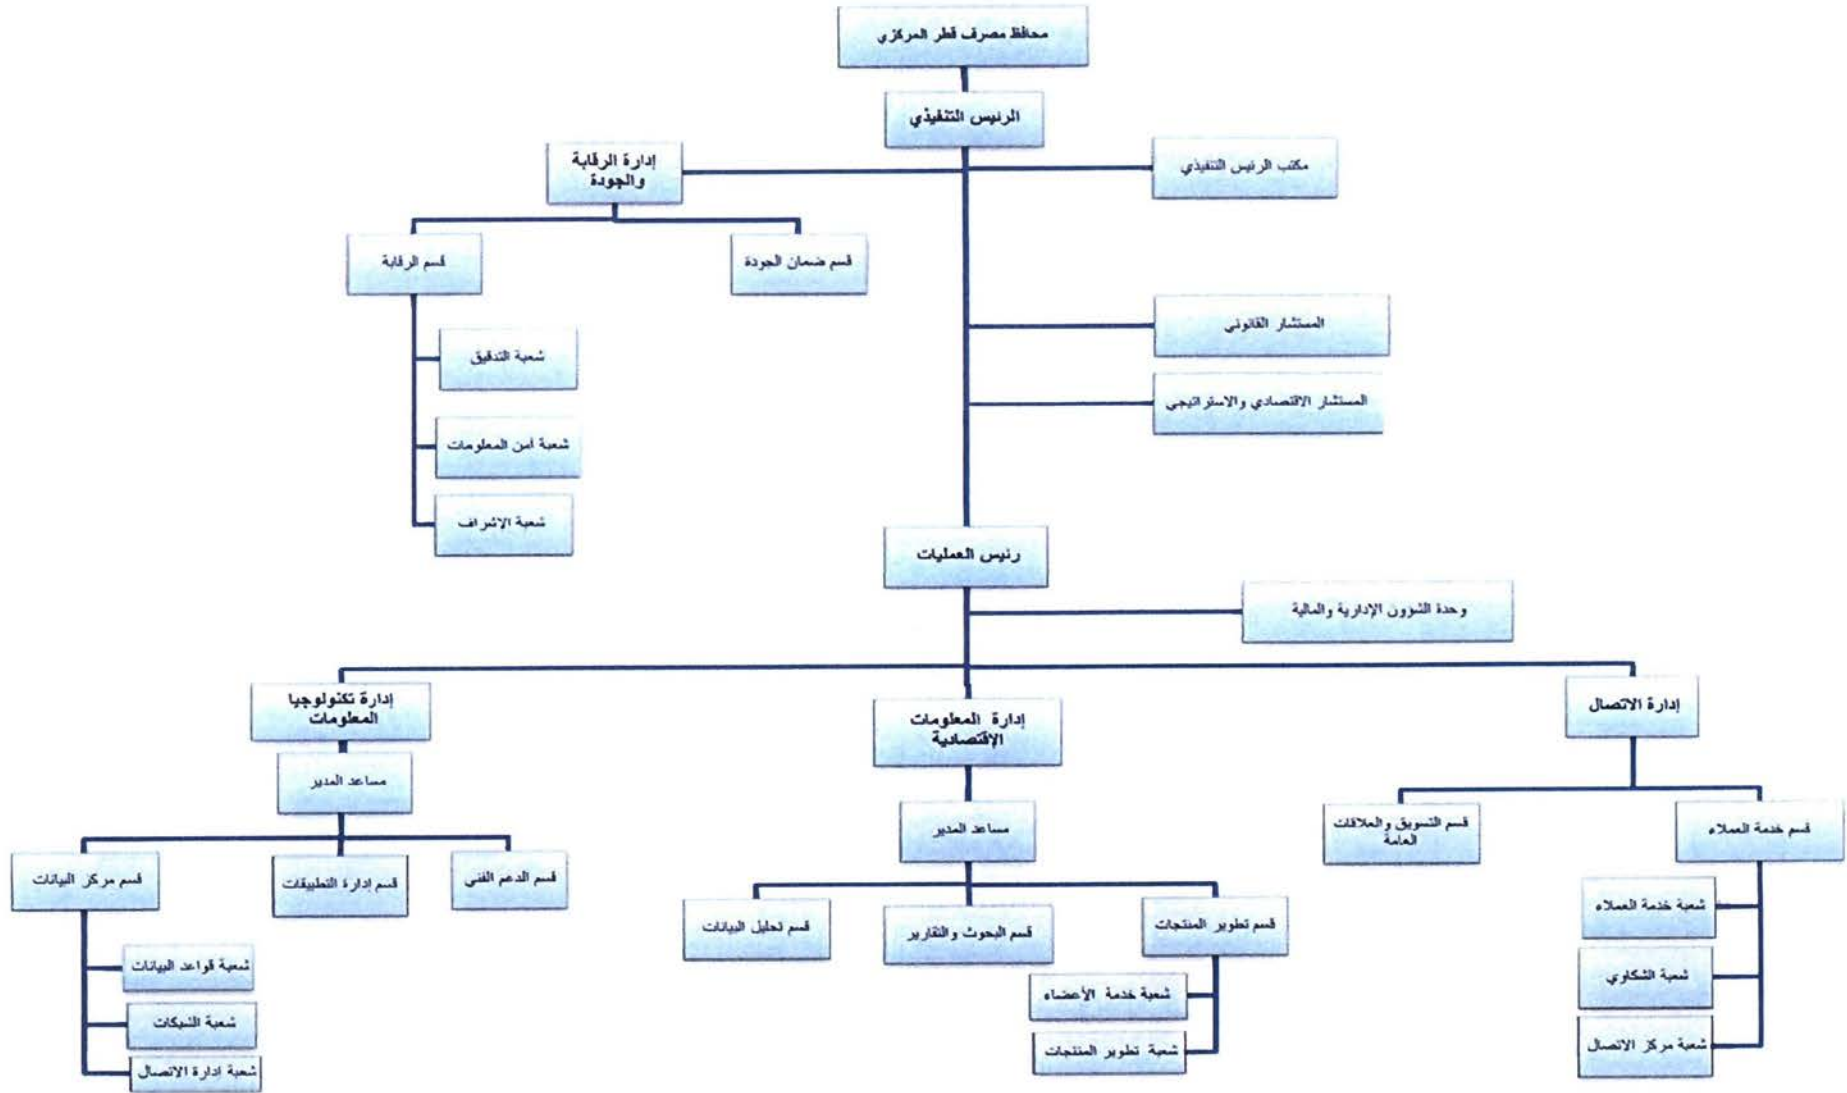 محافظ مصرف قطر المركزي
الرئيس التنفيذي
مكتب الرئيس التنفيذي
إدارة الرقابة
والجودة
قسم ضمان الجودة
قسم الرقابة
المستشار القانوني
شعبة التدقيق
المستشار الاقتصادي والاستراتيجي
شعبة أمن المعلومات
شعبة الاشراف
رئيس العمليات
وحدة الشؤون الإدارية والمالية
إدارة الاتصال
إدارة المعلومات
الإقتصادية
إدارة تكنولوجيا
المعلومات
مساعد المدير
مساعد المدير
قسم خدمة العملاء
قسم التسويق والعلاقات
العامة
قسم الدعم الفني
قسم إدارة التطبيقات
قسم مركز البيانات
شعبة خدمة العملاء
قسم تطوير المنتجات
قسم البحوث والتقارير
قسم تحليل البيانات
شعبة قواعد البيانات
شعبة الشكاوي
شعبة خدمة الأعضاء
شعبة الشبكات
شعبة مركز الاتصال
شعبة تطوير المنتجات
شعبة إدارة الاتصال